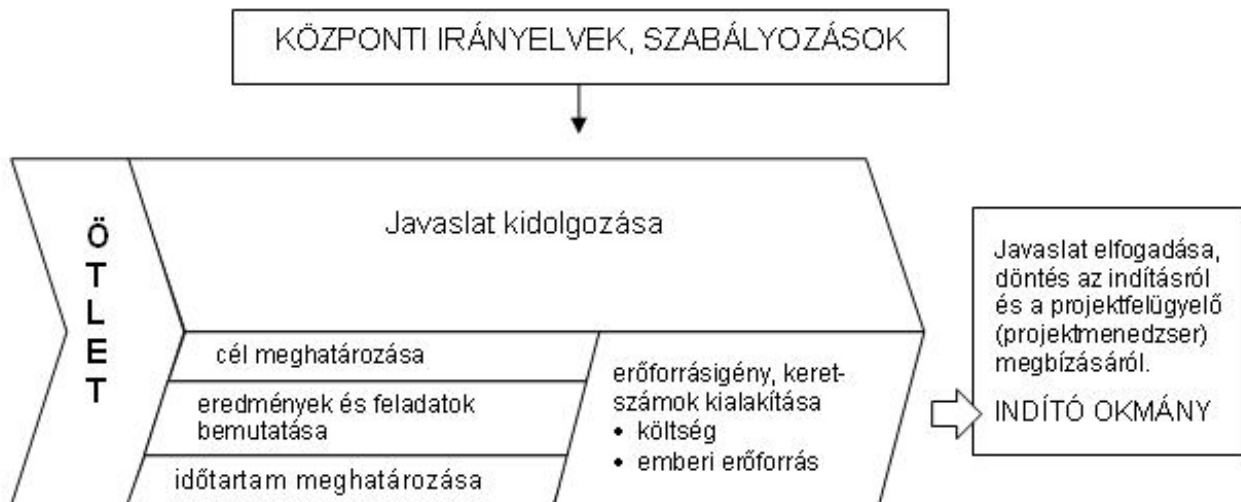 KÖZPONTI IRÁNYELVEK, SZABÁLYOZÁSOK
ÖTLET
Javaslat kidolgozása
cél meghatározása
eredmények és feladatok
bemutatása
időtartam meghatározása
erőforrásigény, keret-
számok kialakítása
• költség
• emberi erőforrás
Javaslat elfogadása,
döntés az indításról
és a projektfelügyelő
(projektmenedzser)
megbízásáról.
INDÍTÓ OKMÁNY